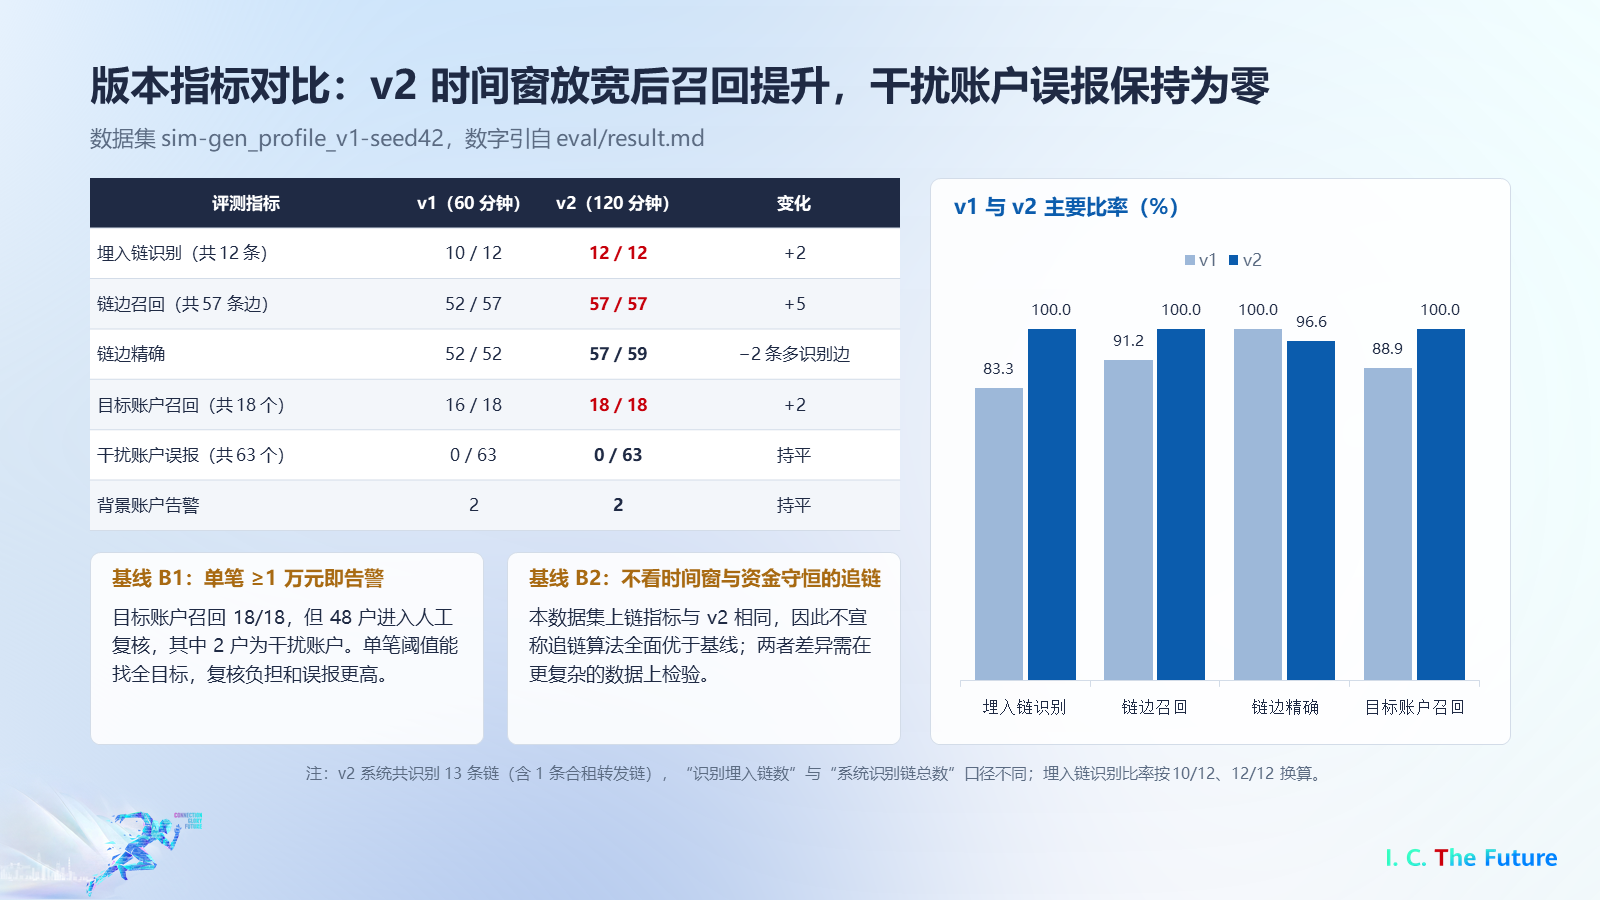 版本指标对比：v2 时间窗放宽后召回提升，干扰账户误报保持为零
数据集 sim-gen_profile_v1-seed42，数字引自 eval/result.md
评测指标 v1（60 分钟） v2（120 分钟） 变化
埋入链识别（共 12 条） 10 / 12 12 / 12 +2
链边召回（共 57 条边） 52 / 57 57 / 57 +5
链边精确 52 / 52 57 / 59 −2 条多识别边
目标账户召回（共 18 个） 16 / 18 18 / 18 +2
干扰账户误报（共 63 个） 0 / 63 0 / 63 持平
背景账户告警 2 2 持平
基线 B1：单笔 ≥1 万元即告警
目标账户召回 18/18，但 48 户进入人工
复核，其中 2 户为干扰账户。单笔阈值能
找全目标，复核负担和误报更高。
基线 B2：不看时间窗与资金守恒的追链
本数据集上链指标与 v2 相同，因此不宣
称追链算法全面优于基线；两者差异需在
更复杂的数据上检验。
v1 与 v2 主要比率（%）
v1 v2
83.3 100.0 91.2 100.0 100.0 96.6 88.9 100.0
埋入链识别 链边召回 链边精确 目标账户召回
注：v2 系统共识别 13 条链（含 1 条合租转发链），“识别埋入链数”与“系统识别链总数”口径不同；埋入链识别比率按 10/12、12/12 换算。
CONNECTION
GLORY
FUTURE
I. C. The Future